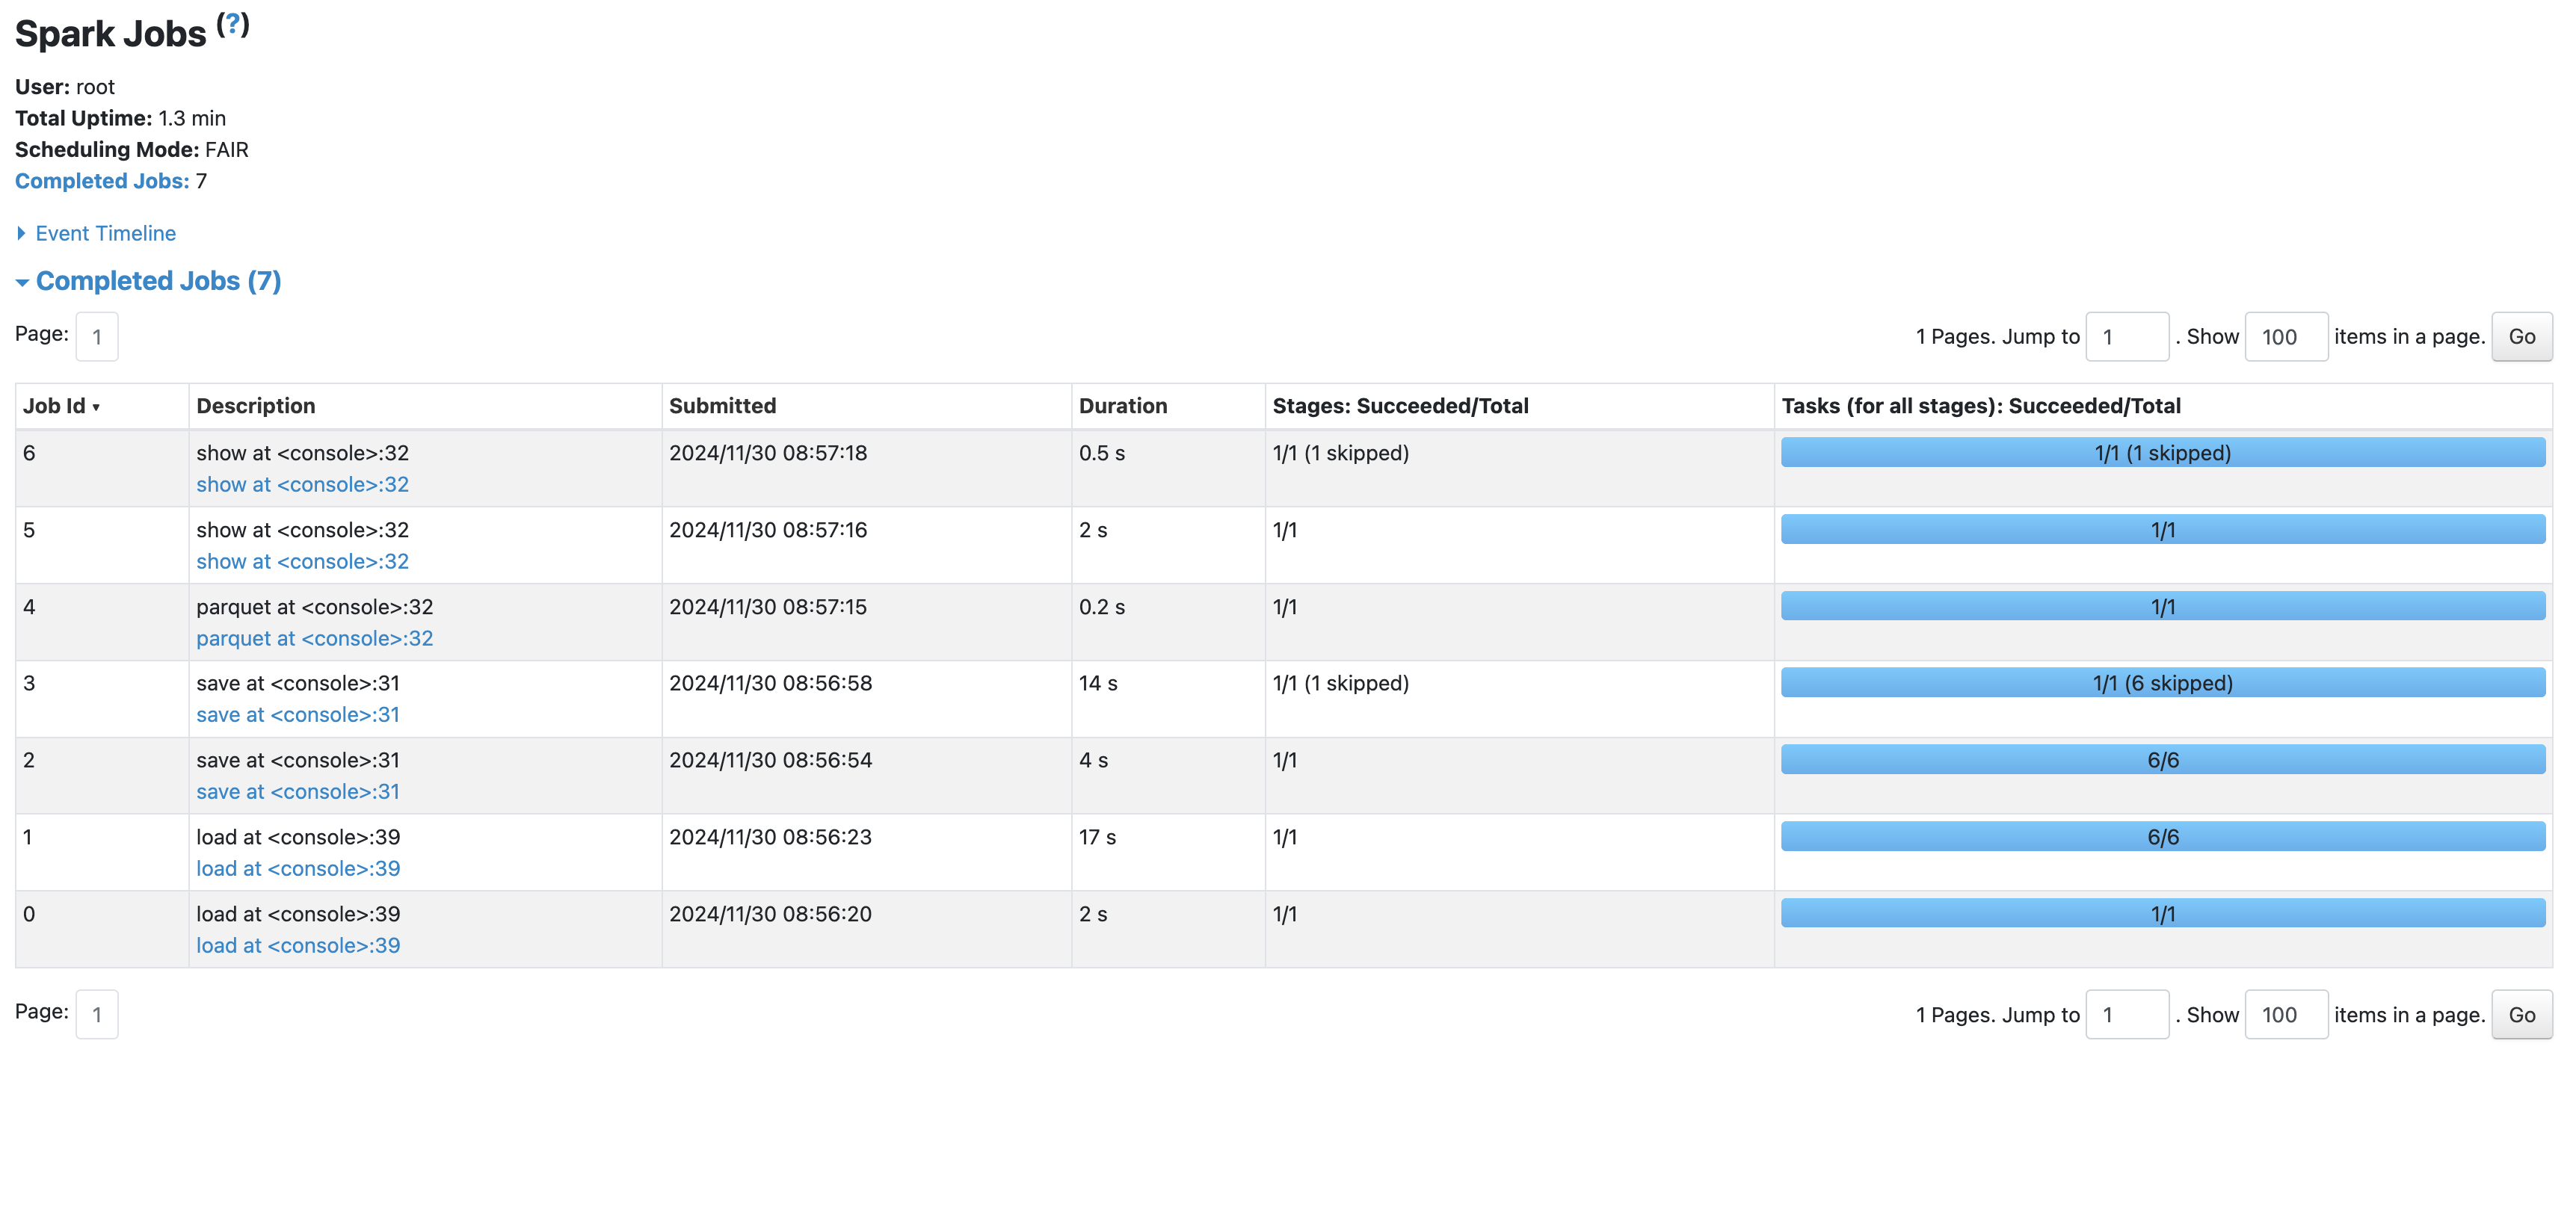 Spark Jobs (?)
User: root
Total Uptime: 1.3 min
Scheduling Mode: FAIR
Completed Jobs: 7
Event Timeline
Completed Jobs (7)
Page: 1 1 Pages. Jump to 1 . Show 100 items in a page. Go
Job Id ▾ Description Submitted Duration Stages: Succeeded/Total Tasks (for all stages): Succeeded/Total
6 show at <console>:32 2024/11/30 08:57:18 0.5 s 1/1 (1 skipped) 1/1 (1 skipped)
show at <console>:32
5 show at <console>:32 2024/11/30 08:57:16 2 s 1/1 1/1
show at <console>:32
4 parquet at <console>:32 2024/11/30 08:57:15 0.2 s 1/1 1/1
parquet at <console>:32
3 save at <console>:31 2024/11/30 08:56:58 14 s 1/1 (1 skipped) 1/1 (6 skipped)
save at <console>:31
2 save at <console>:31 2024/11/30 08:56:54 4 s 1/1 6/6
save at <console>:31
1 load at <console>:39 2024/11/30 08:56:23 17 s 1/1 6/6
load at <console>:39
0 load at <console>:39 2024/11/30 08:56:20 2 s 1/1 1/1
load at <console>:39
Page: 1 1 Pages. Jump to 1 . Show 100 items in a page. Go